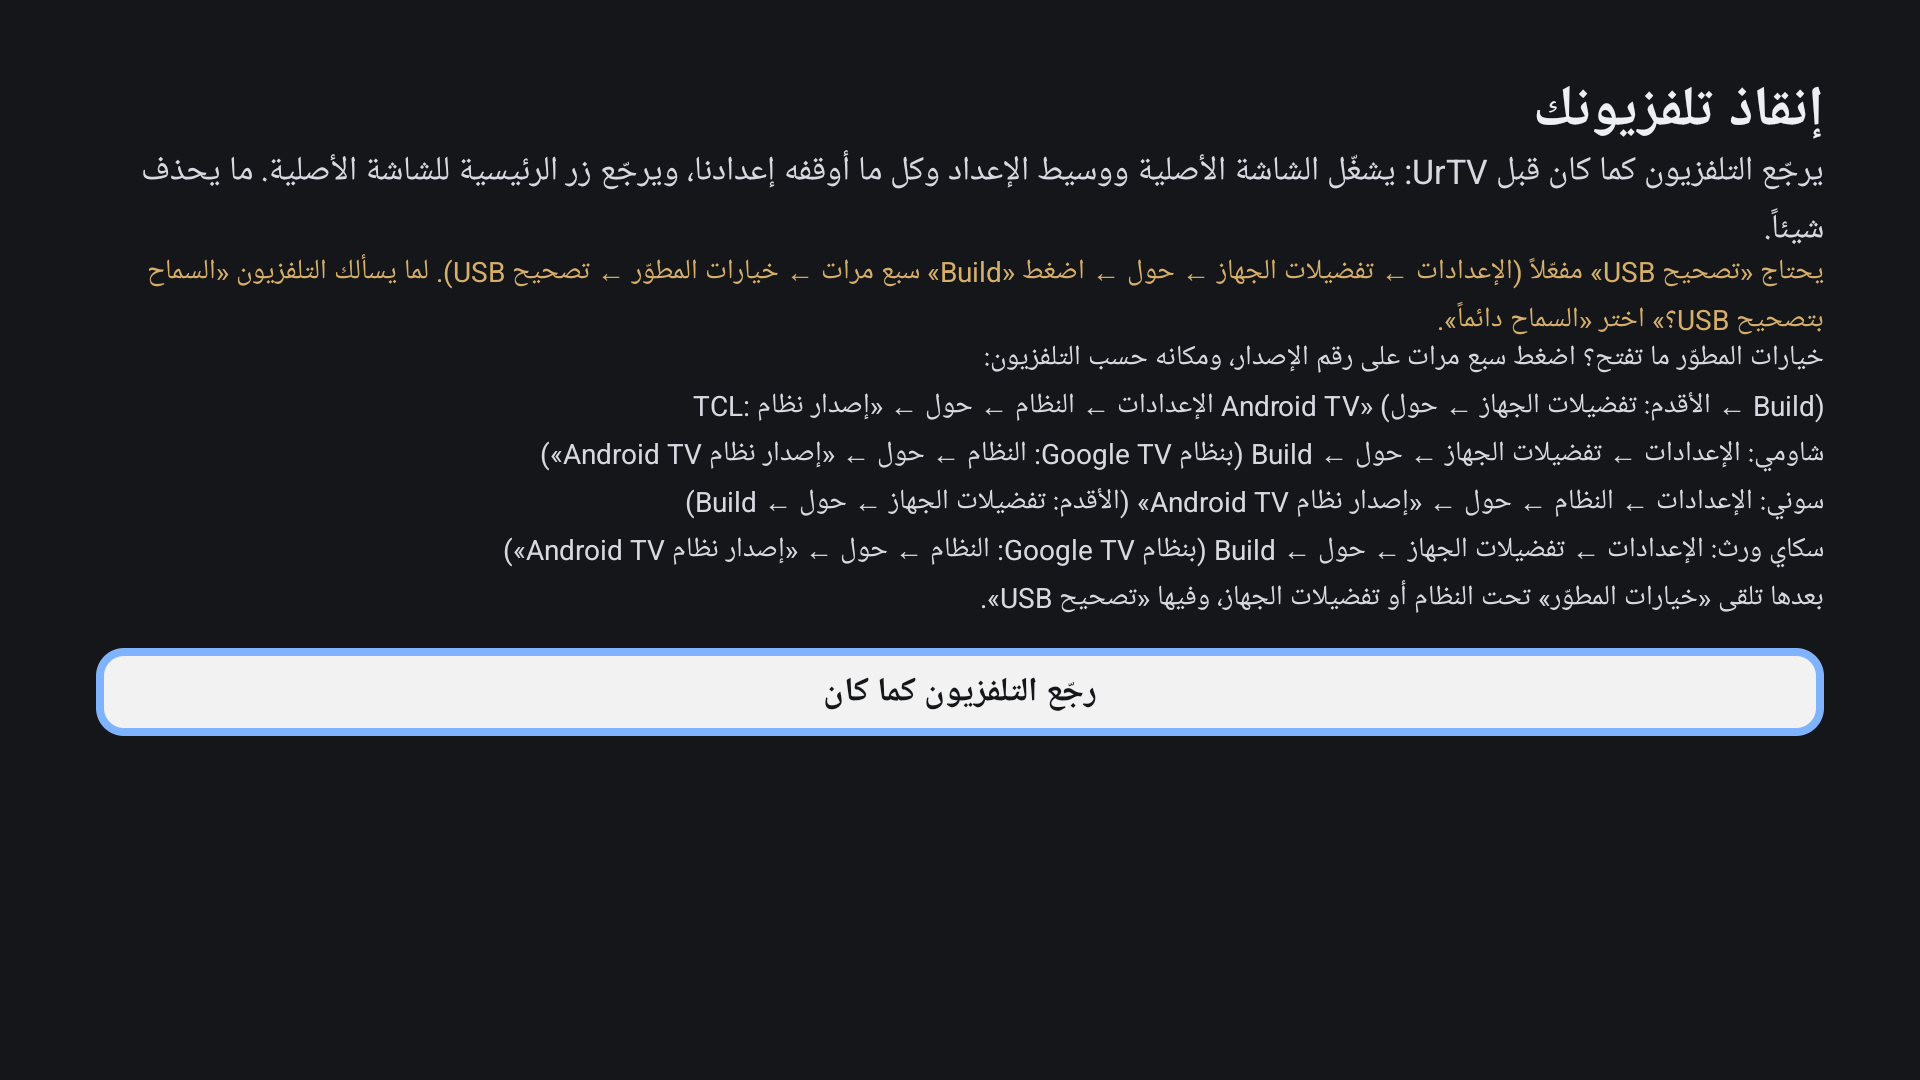 إنقاذ تلفزيونك
يرجّع التلفزيون كما كان قبل UrTV: يشغّل الشاشة الأصلية ووسيط الإعداد وكل ما أوقفه إعدادنا، ويرجّع زر الرئيسية للشاشة الأصلية. ما يحذف
شيئاً.
يحتاج «تصحيح USB» مفعّلاً (الإعدادات ← تفضيلات الجهاز ← حول ← اضغط «Build» سبع مرات ← خيارات المطوّر ← تصحيح USB). لما يسألك التلفزيون «السماح
بتصحيح USB؟» اختر «السماح دائماً».
خيارات المطوّر ما تفتح؟ اضغط سبع مرات على رقم الإصدار، ومكانه حسب التلفزيون:
TCL: الإعدادات ← النظام ← حول ← «إصدار نظام Android TV» (الأقدم: تفضيلات الجهاز ← حول ← Build)
شاومي: الإعدادات ← تفضيلات الجهاز ← حول ← Build (بنظام Google TV: النظام ← حول ← «إصدار نظام Android TV»)
سوني: الإعدادات ← النظام ← حول ← «إصدار نظام Android TV» (الأقدم: تفضيلات الجهاز ← حول ← Build)
سكاي ورث: الإعدادات ← تفضيلات الجهاز ← حول ← Build (بنظام Google TV: النظام ← حول ← «إصدار نظام Android TV»)
بعدها تلقى «خيارات المطوّر» تحت النظام أو تفضيلات الجهاز، وفيها «تصحيح USB».
رجّع التلفزيون كما كان